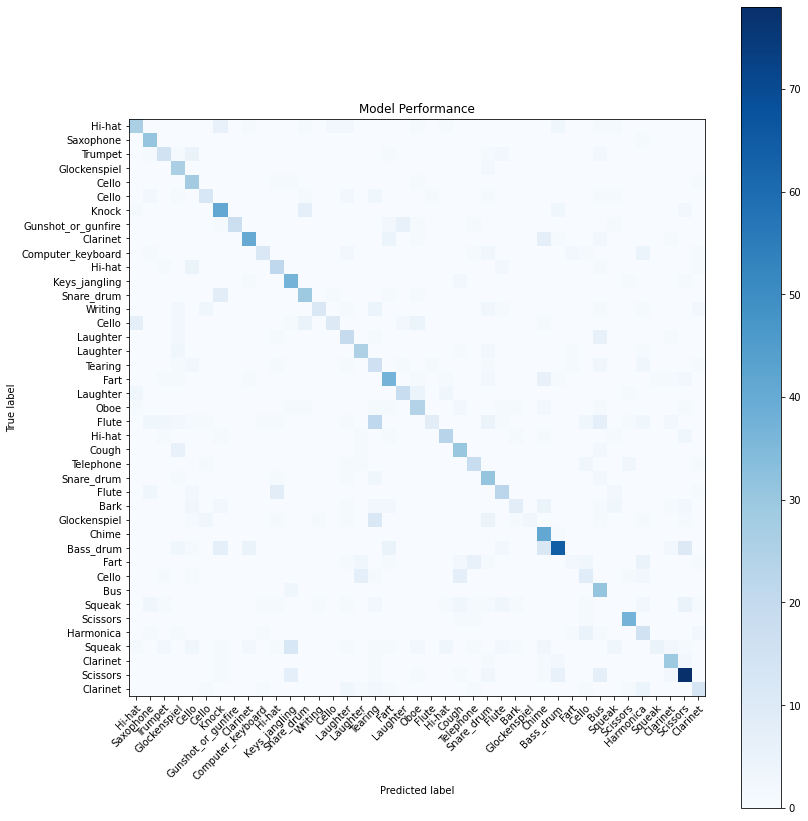 Model Performance
True label
Hi-hat
Saxophone
Trumpet
Glockenspiel
Cello
Cello
Knock
Gunshot_or_gunfire
Clarinet
Computer_keyboard
Hi-hat
Keys_jangling
Snare_drum
Writing
Cello
Laughter
Laughter
Tearing
Fart
Laughter
Oboe
Flute
Hi-hat
Cough
Telephone
Snare_drum
Flute
Bark
Glockenspiel
Chime
Bass_drum
Fart
Cello
Bus
Squeak
Scissors
Harmonica
Squeak
Clarinet
Scissors
Clarinet
Hi-hat
Saxophone
Trumpet
Glockenspiel
Cello
Cello
Knock
Gunshot_or_gunfire
Clarinet
Computer_keyboard
Hi-hat
Keys_jangling
Snare_drum
Writing
Cello
Laughter
Laughter
Tearing
Fart
Laughter
Oboe
Flute
Hi-hat
Cough
Telephone
Snare_drum
Flute
Bark
Glockenspiel
Chime
Bass_drum
Fart
Cello
Bus
Squeak
Scissors
Harmonica
Squeak
Clarinet
Scissors
Clarinet
Predicted label
70
60
50
40
30
20
10
0